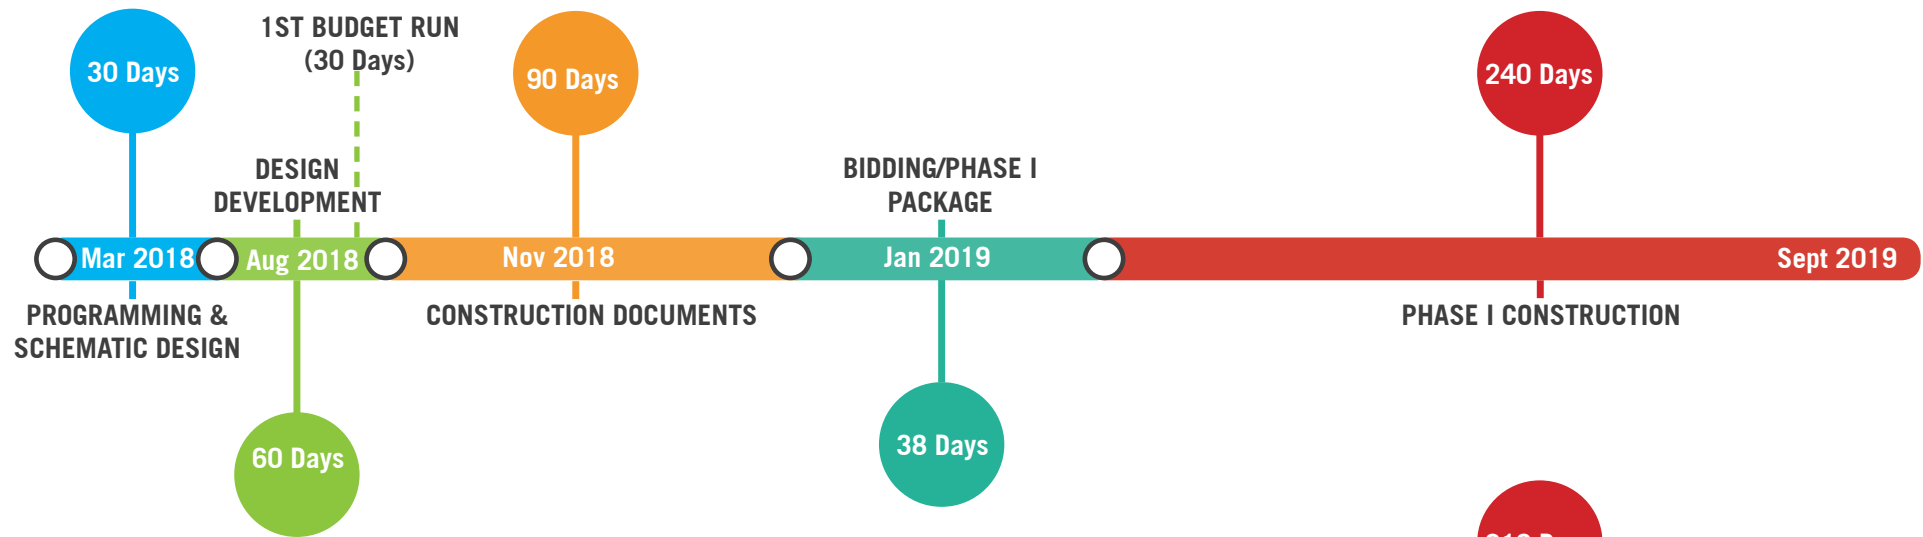 1ST BUDGET RUN
(30 Days)
30 Days
90 Days
240 Days
DESIGN
DEVELOPMENT
BIDDING/PHASE I
PACKAGE
Mar 2018
Aug 2018
Nov 2018
Jan 2019
Sept 2019
PROGRAMMING &
SCHEMATIC DESIGN
CONSTRUCTION DOCUMENTS
PHASE I CONSTRUCTION
60 Days
38 Days